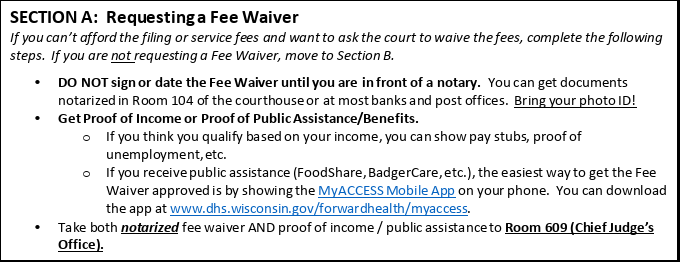 SECTION A: Requesting a Fee Waiver
If you can't afford the filing or service fees and want to ask the court to waive the fees, complete the following
steps. If you are not requesting a Fee Waiver, move to Section B.
• DO NOT sign or date the Fee Waiver until you are in front of a notary. You can get documents
notarized in Room 104 of the courthouse or at most banks and post offices. Bring your photo ID!
• Get Proof of Income or Proof of Public Assistance/Benefits.
o If you think you qualify based on your income, you can show pay stubs, proof of
unemployment, etc.
o If you receive public assistance (FoodShare, BadgerCare, etc.), the easiest way to get the Fee
Waiver approved is by showing the MyACCESS Mobile App on your phone. You can download
the app at www.dhs.wisconsin.gov/forwardhealth/myaccess.
• Take both notarized fee waiver AND proof of income / public assistance to Room 609 (Chief Judge's
Office).